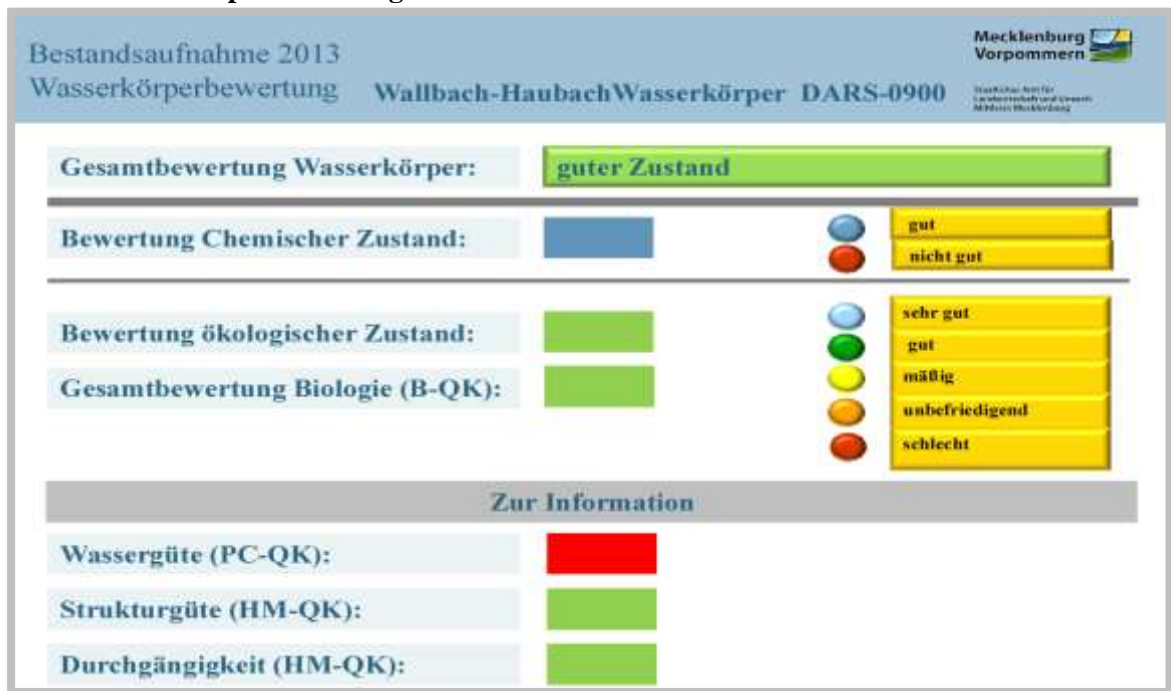 Bestandsaufnahme 2013
Wasserkörperbewertung Wallbach-HaubachWasserkörper DARS-0900
Mecklenburg
Vorpommern
Gesamtbewertung Wasserkörper: guter Zustand
Bewertung Chemischer Zustand:
gut
nicht gut
Bewertung ökologischer Zustand:
Gesamtbewertung Biologie (B-QK):
sehr gut
gut
mäßig
unbefriedigend
schlecht
Zur Information
Wassergüte (PC-QK):
Strukturgüte (HM-QK):
Durchgängigkeit (HM-QK):